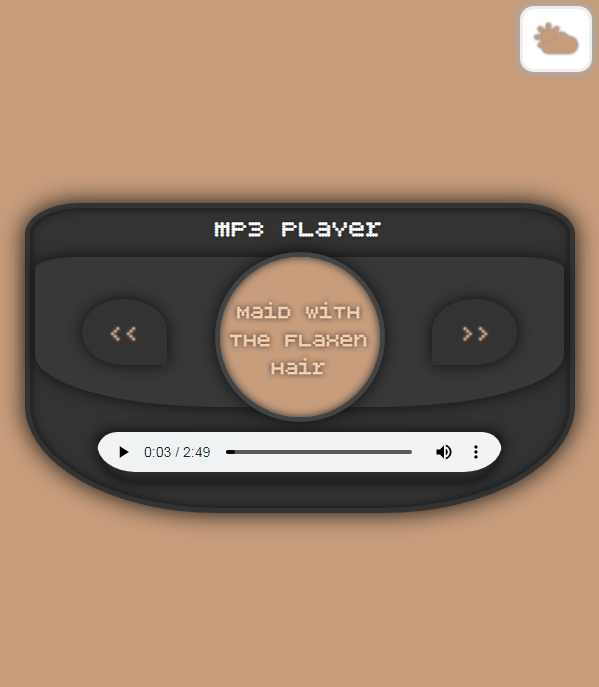 MP3 Player
Maid with
the Flaxen
Hair
<<
>>
0:03 / 2:49